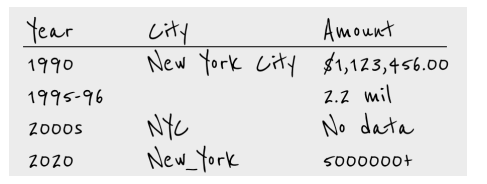 Year City Amount
1990 New York City $1,123,456.00
1995-96 2.2 mil
2000s NYC No data
2020 New_York 5000000+